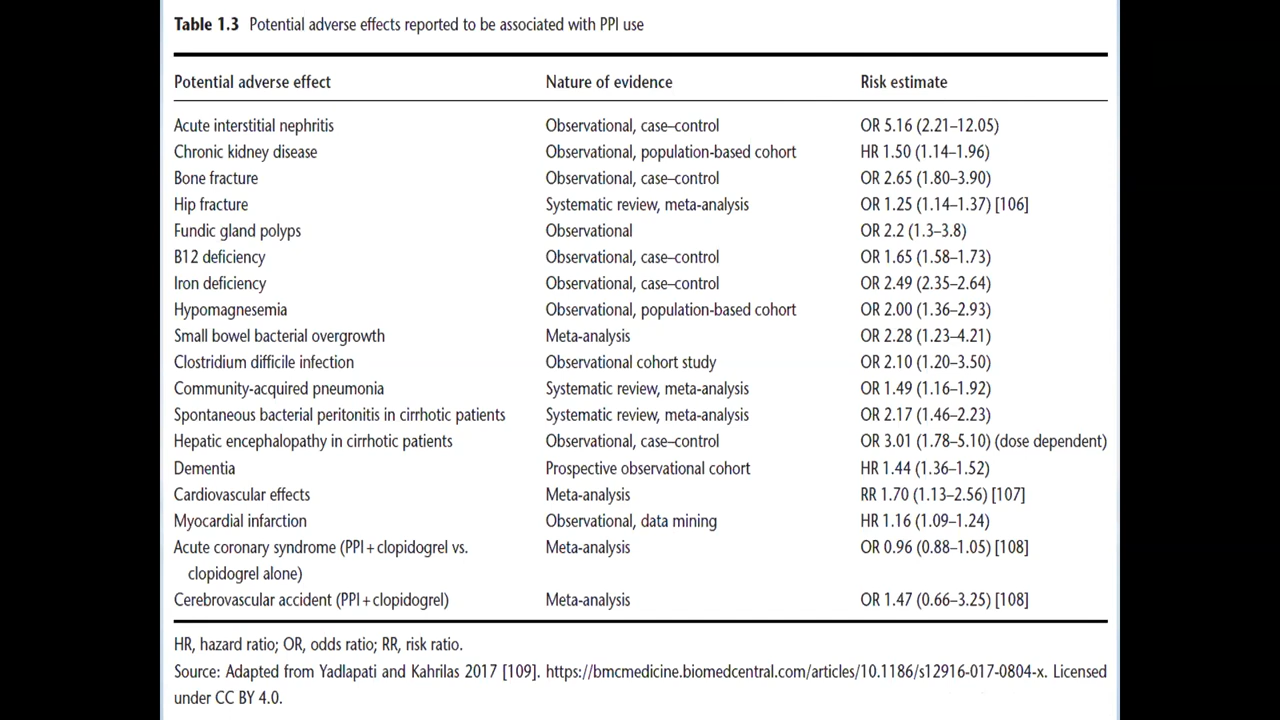 Table 1.3 Potential adverse effects reported to be associated with PPI use
Potential adverse effect Nature of evidence Risk estimate
Acute interstitial nephritis Observational, case–control OR 5.16 (2.21–12.05)
Chronic kidney disease Observational, population-based cohort HR 1.50 (1.14–1.96)
Bone fracture Observational, case–control OR 2.65 (1.80–3.90)
Hip fracture Systematic review, meta-analysis OR 1.25 (1.14–1.37) [106]
Fundic gland polyps Observational OR 2.2 (1.3–3.8)
B12 deficiency Observational, case–control OR 1.65 (1.58–1.73)
Iron deficiency Observational, case–control OR 2.49 (2.35–2.64)
Hypomagnesemia Observational, population-based cohort OR 2.00 (1.36–2.93)
Small bowel bacterial overgrowth Meta-analysis OR 2.28 (1.23–4.21)
Clostridium difficile infection Observational cohort study OR 2.10 (1.20–3.50)
Community-acquired pneumonia Systematic review, meta-analysis OR 1.49 (1.16–1.92)
Spontaneous bacterial peritonitis in cirrhotic patients Systematic review, meta-analysis OR 2.17 (1.46–2.23)
Hepatic encephalopathy in cirrhotic patients Observational, case–control OR 3.01 (1.78–5.10) (dose dependent)
Dementia Prospective observational cohort HR 1.44 (1.36–1.52)
Cardiovascular effects Meta-analysis RR 1.70 (1.13–2.56) [107]
Myocardial infarction Observational, data mining HR 1.16 (1.09–1.24)
Acute coronary syndrome (PPI + clopidogrel vs. Meta-analysis OR 0.96 (0.88–1.05) [108]
clopidogrel alone)
Cerebrovascular accident (PPI + clopidogrel) Meta-analysis OR 1.47 (0.66–3.25) [108]
HR, hazard ratio; OR, odds ratio; RR, risk ratio.
Source: Adapted from Yadlapati and Kahrilas 2017 [109]. https://bmcmedicine.biomedcentral.com/articles/10.1186/s12916-017-0804-x. Licensed
under CC BY 4.0.